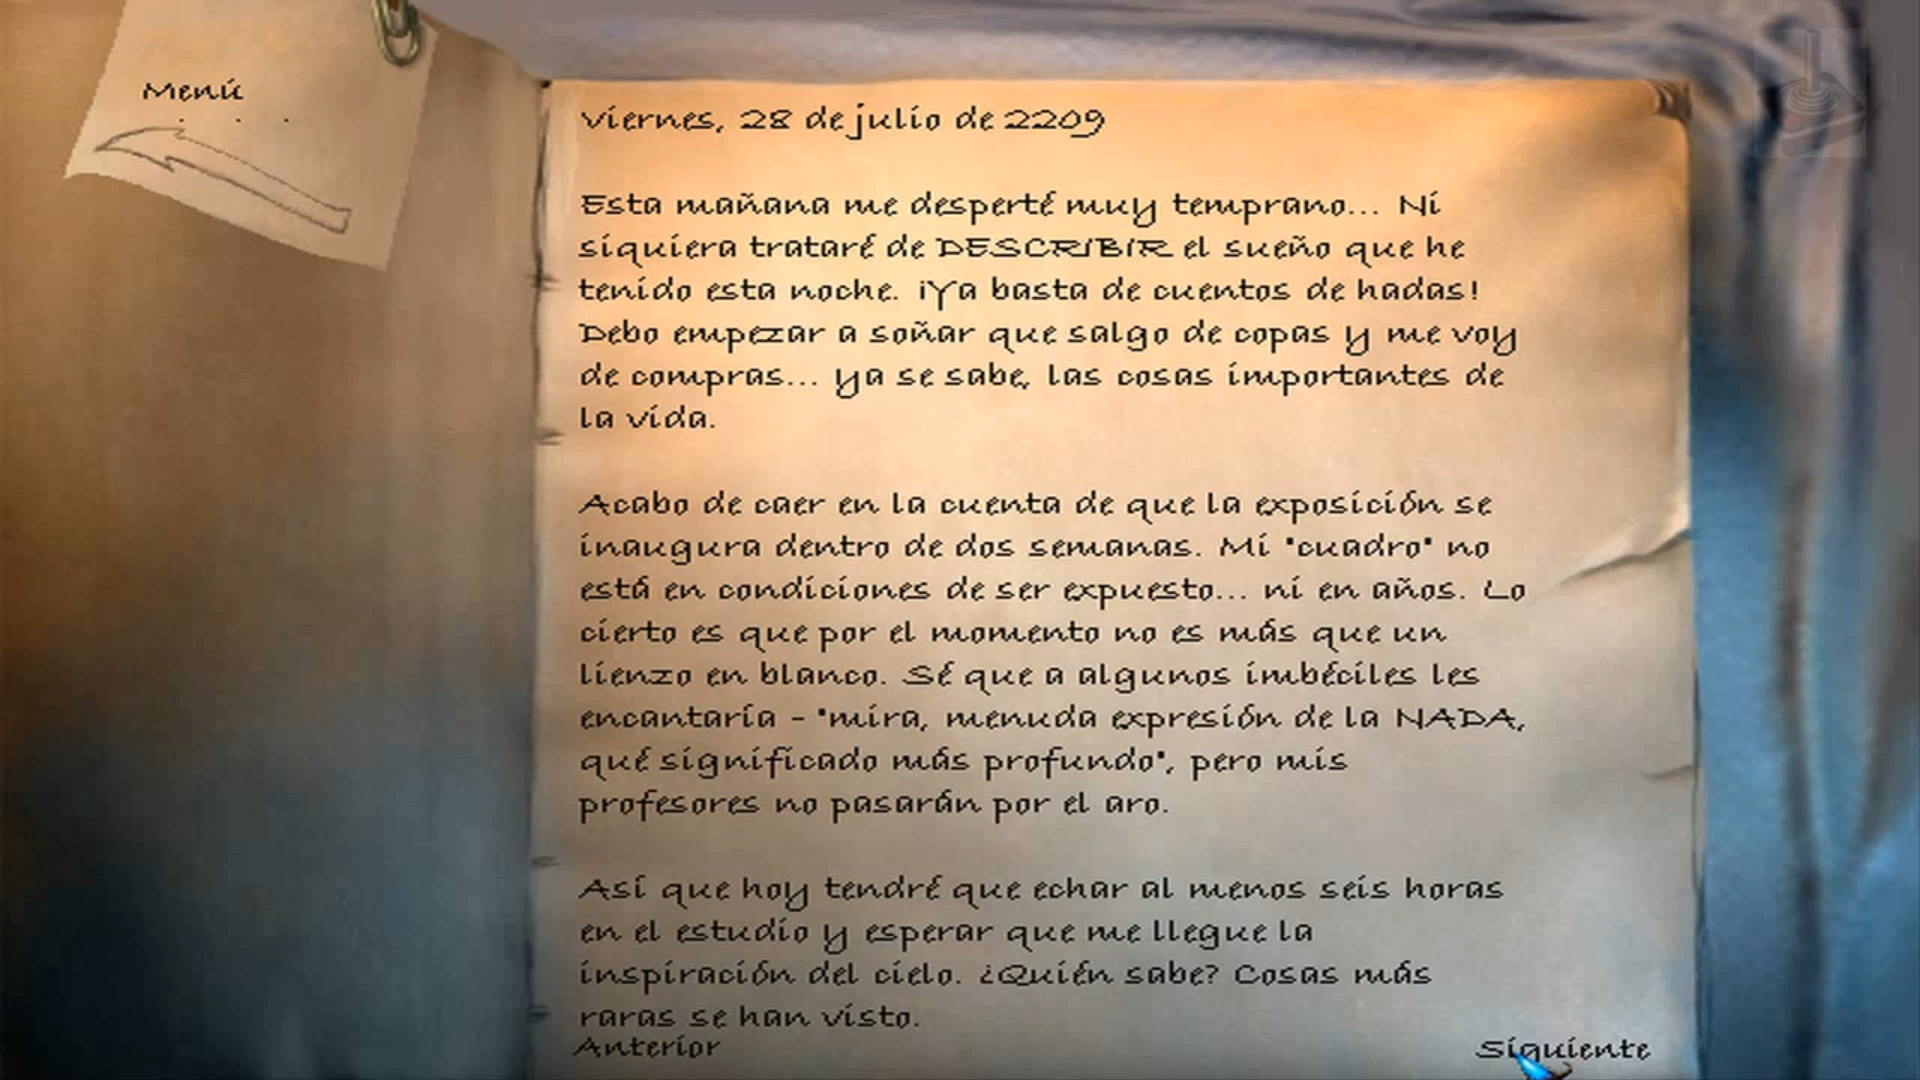 Menú
Viernes, 28 de julio de 2209
Esta mañana me desperté muy temprano... Ni
siquiera trataré de DESCRIBIR el sueño que he
tenido esta noche. ¡Ya basta de cuentos de hadas!
Debo empezar a soñar que salgo de copas y me voy
de compras... ya se sabe, las cosas importantes de
la vida.
Acabo de caer en la cuenta de que la exposición se
inaugura dentro de dos semanas. Mi "cuadro" no
está en condiciones de ser expuesto... ni en años. Lo
cierto es que por el momento no es más que un
lienzo en blanco. Sé que a algunos imbéciles les
encantaría - "mira, menuda expresión de la NADA,
qué significado más profundo", pero mis
profesores no pasarán por el aro.
Así que hoy tendré que echar al menos seis horas
en el estudio y esperar que me llegue la
inspiración del cielo. ¿Quién sabe? Cosas más
raras se han visto.
Anterior
Siguiente